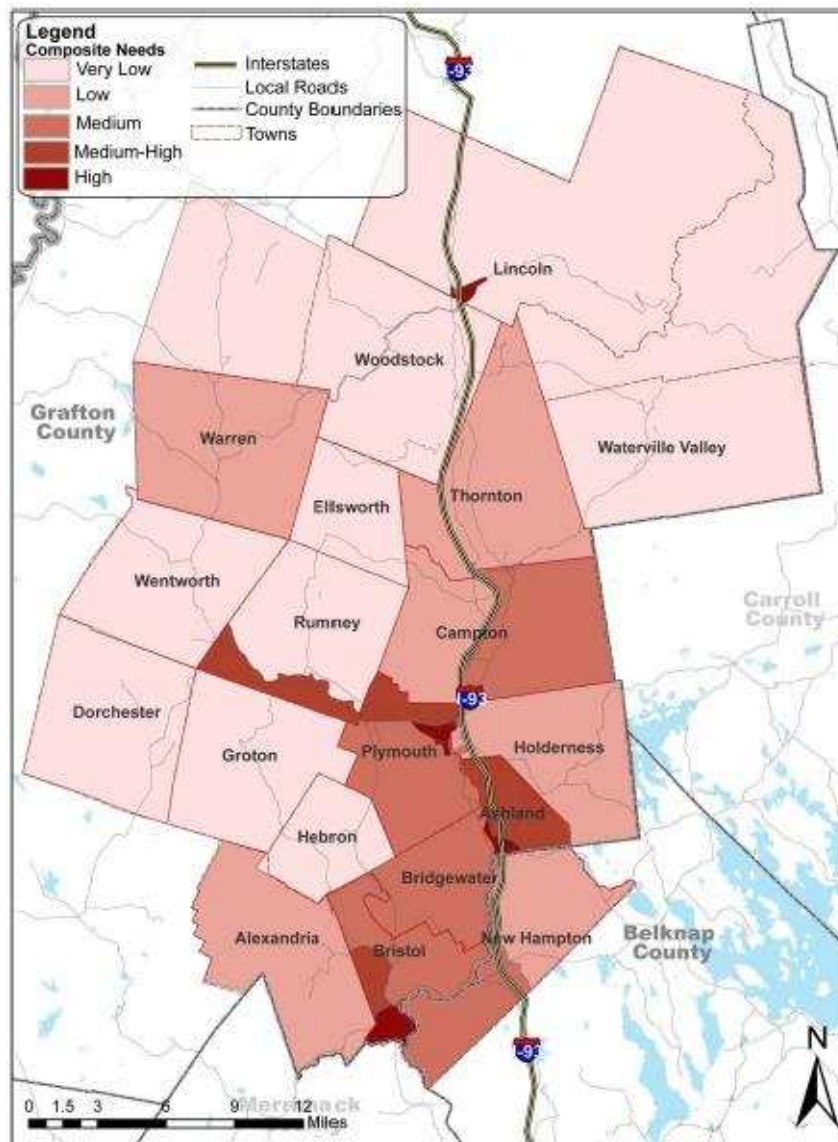 Legend
Composite Needs
Very Low
Low
Medium
Medium-High
High
Interstates
Local Roads
County Boundaries
Towns
I-93
Lincoln
Woodstock
Grafton
County
Warren
Waterville Valley
Thornton
Ellsworth
Wentworth
Rumney
Campton
Carroll
County
I-93
Dorchester
Groton
Plymouth
Holderness
Ashland
Hebron
Bridgewater
Alexandria
Bristol
New Hampton
Belknap
County
I-93
N
Merrimack
0 1.5 3 6 9 12
Miles